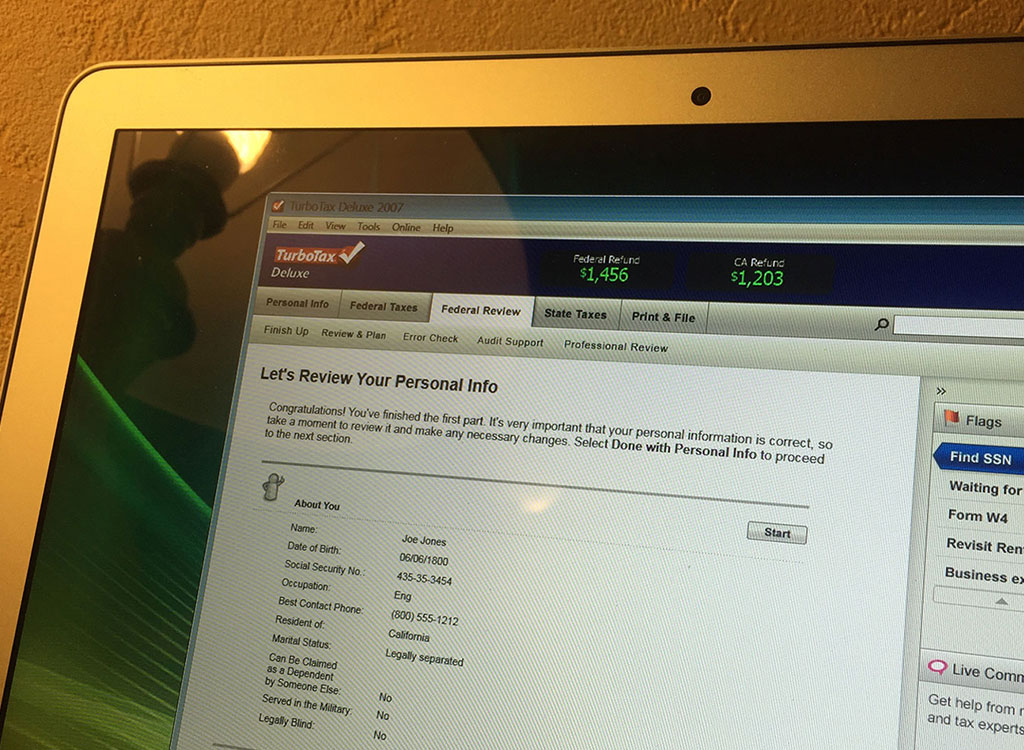 TurboTax Deluxe 2007
File Edit View Tools Online Help
TurboTax
Deluxe
Federal Refund
$1,456
CA Refund
$1,203
Personal Info Federal Taxes Federal Review State Taxes Print & File
Finish Up Review & Plan Error Check Audit Support Professional Review
Let's Review Your Personal Info
Congratulations! You've finished the first part. It's very important that your personal information is correct, so
take a moment to review it and make any necessary changes. Select Done with Personal Info to proceed
to the next section.
About You
Start
Name: Joe Jones
Date of Birth: 06/06/1800
Social Security No.: 435-35-3454
Occupation: Eng
Best Contact Phone: (600) 555-1212
Resident of: California
Marital Status: Legally separated
Can Be Claimed
as a Dependent
by Someone Else: No
Served in the Military: No
Legally Blind: No
»
Flags
Find SSN
Waiting for
Form W4
Revisit Ren
Business ex
Live Comm
Get help from
and tax experts